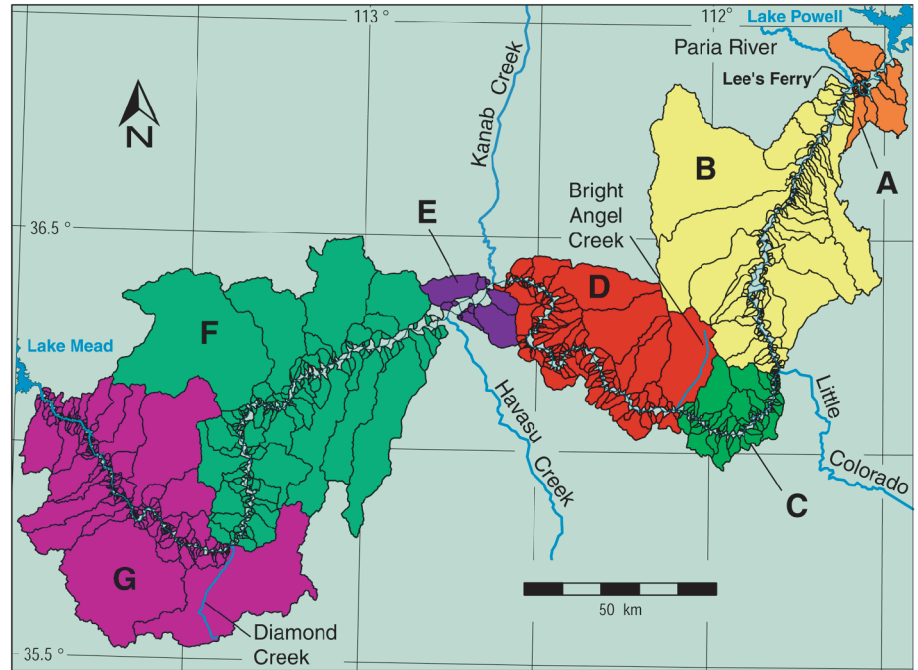 113 °
112°
Lake Powell
Paria River
Lee's Ferry
Kanab Creek
A
B
Bright
Angel
Creek
E
36.5 °
D
F
Lake Mead
Havasu Creek
Little Colorado
C
G
50 km
Diamond
Creek
35.5 °
N